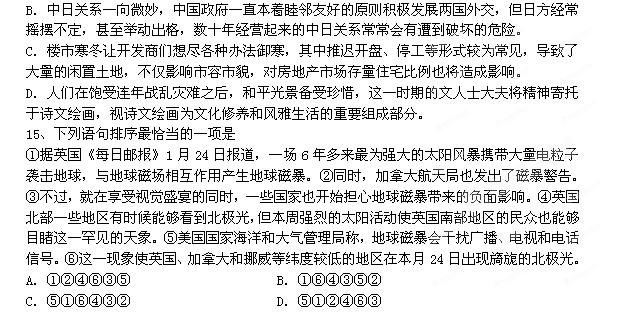 B. 中日关系一向微妙，中国政府一直本着睦邻友好的原则积极发展两国外交，但日方经常
摇摆不定，甚至举动出格，数十年经营起来的中日关系常常会有遭到破坏的危险。
C. 楼市寒冬让开发商们想尽各种办法御寒，其中推迟开盘、停工等形式较为常见，导致了
大量的闲置土地，不仅影响市容市貌，对房地产市场存量住宅比例也将造成影响。
D. 人们在饱受连年战乱灾难之后，和平光景备受珍惜，这一时期的文人士大夫将精神寄托
于诗文绘画，视诗文绘画为文化修养和风雅生活的重要组成部分。
15、下列语句排序最恰当的一项是
①据英国《每日邮报》1月24日报道，一场6年多来最为强大的太阳风暴携带大量电粒子
袭击地球，与地球磁场相互作用产生地球磁暴。②同时，加拿大航天局也发出了磁暴警告。
③不过，就在享受视觉盛宴的同时，一些国家也开始担心地球磁暴带来的负面影响。④英国
北部一些地区有时候能够看到北极光，但本周强烈的太阳活动使英国南部地区的民众也能够
目睹这一罕见的天象。⑤美国国家海洋和大气管理局称，地球磁暴会干扰广播、电视和电话
信号。⑥这一现象使英国、加拿大和挪威等纬度较低的地区在本月24日出现旖旎的北极光。
A. ①②④⑥③⑤ B. ①⑥④③⑤②
C. ⑤①⑥④③② D. ⑤①②④⑥③